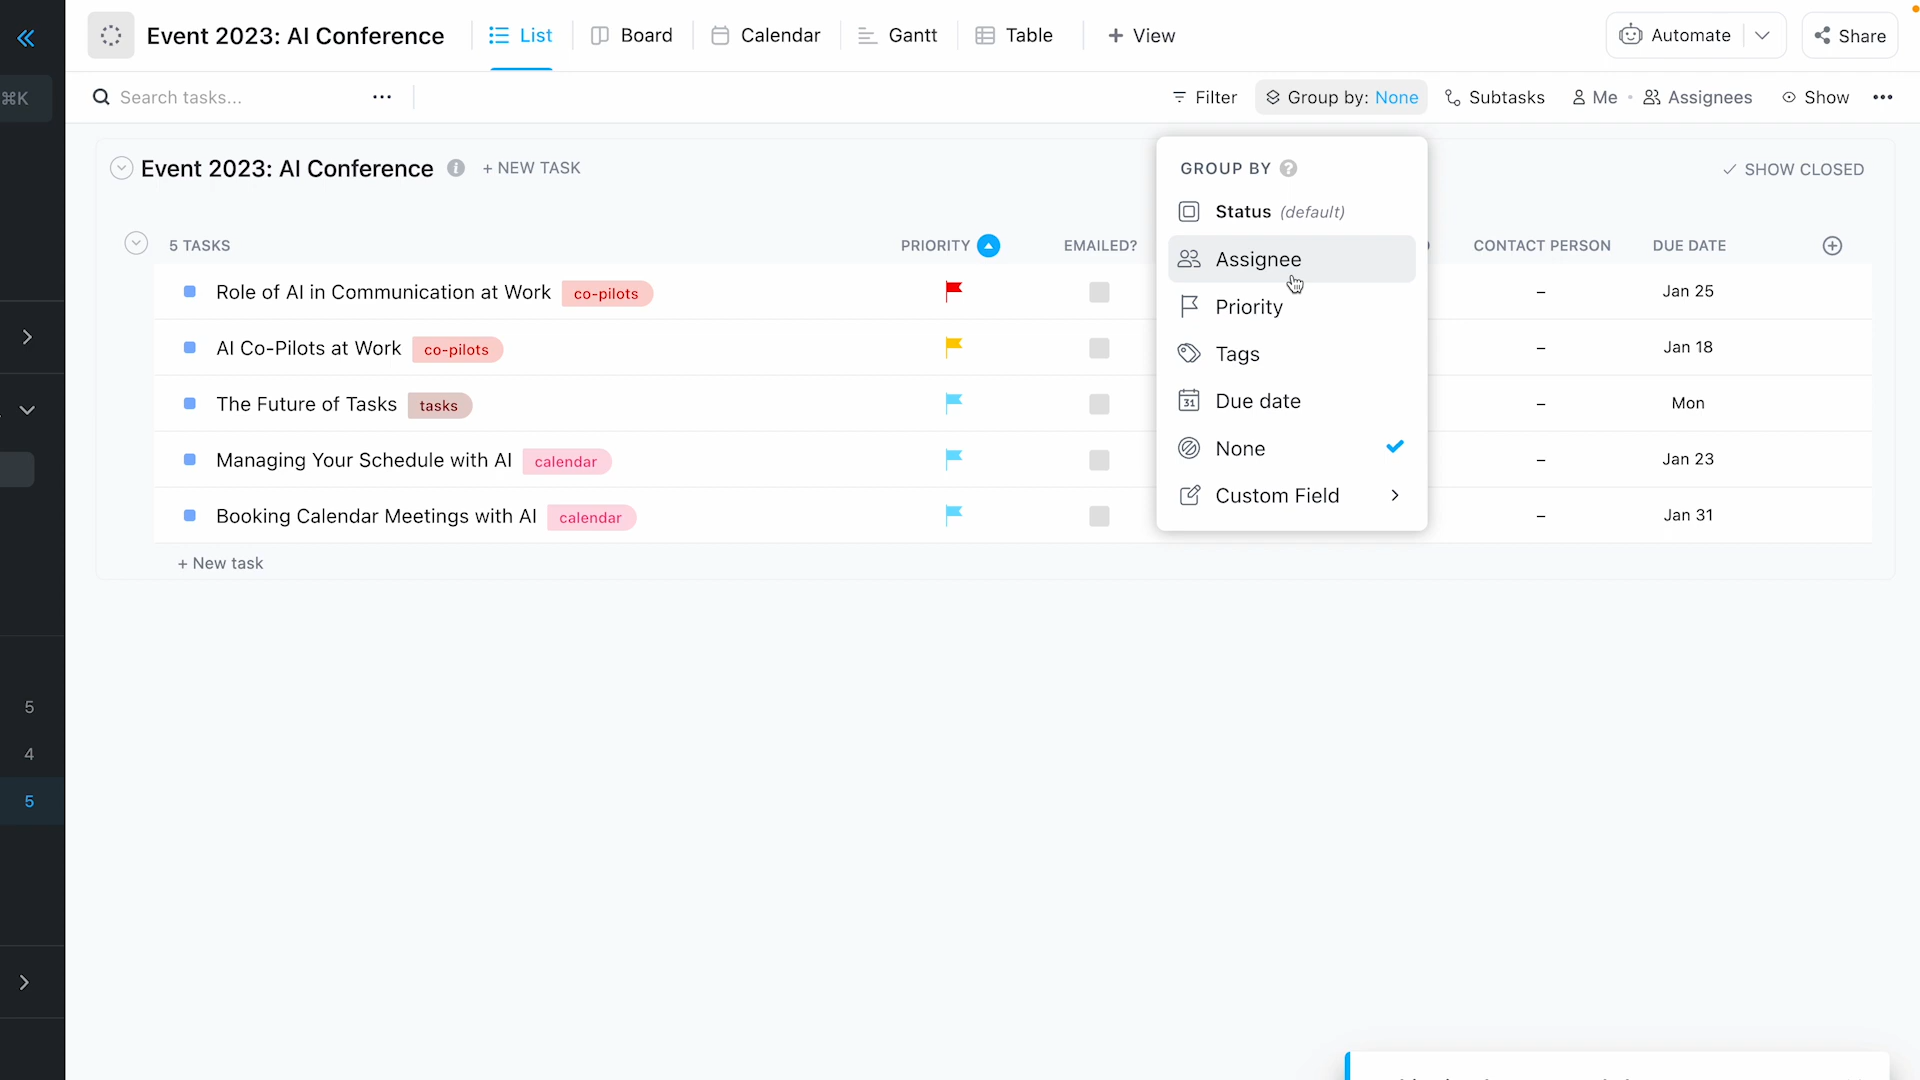 Event 2023: AI Conference
List
Board
Calendar
Gantt
Table
+ View
Automate
Share
⌘K
Search tasks...
Filter
Group by: None
Subtasks
Me
Assignees
Show
Event 2023: AI Conference
+ NEW TASK
SHOW CLOSED
GROUP BY
Status (default)
Assignee
Priority
Tags
31 Due date
None
Custom Field
5 TASKS PRIORITY EMAILED? CONTACT PERSON DUE DATE
Role of AI in Communication at Work co-pilots – Jan 25
AI Co-Pilots at Work co-pilots – Jan 18
The Future of Tasks tasks – Mon
Managing Your Schedule with AI calendar – Jan 23
Booking Calendar Meetings with AI calendar – Jan 31
+ New task
5
4
5